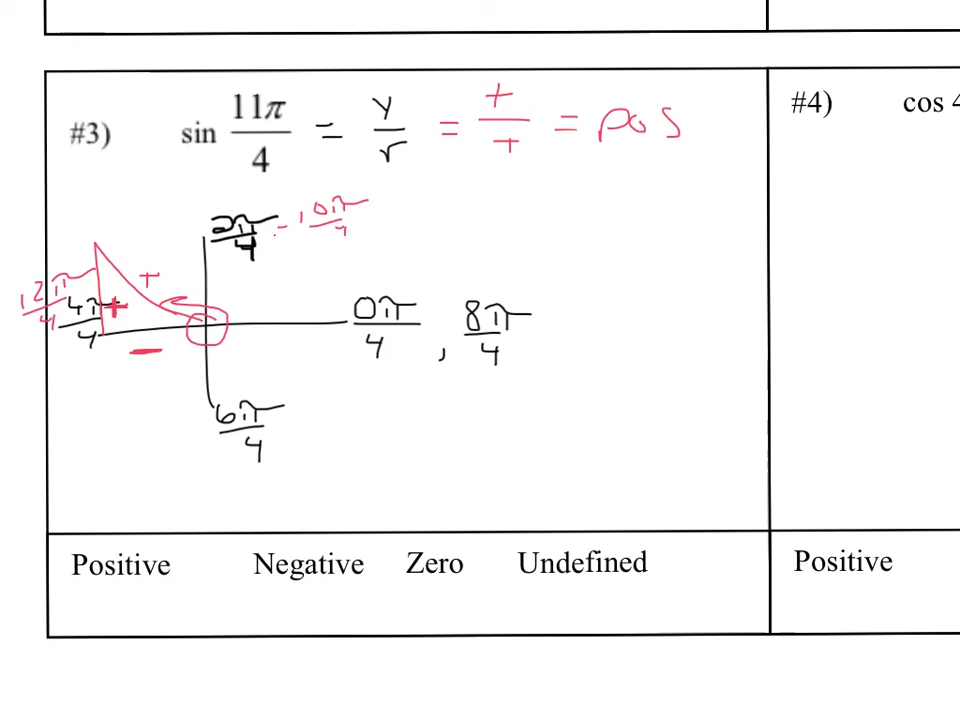 #3) sin 11π/4 = y/r = +/+ = pos
#4) cos 4
2π/4 = 10π/4
12π/4
4π/4
+
+
−
0π/4 , 8π/4
6π/4
Positive Negative Zero Undefined
Positive